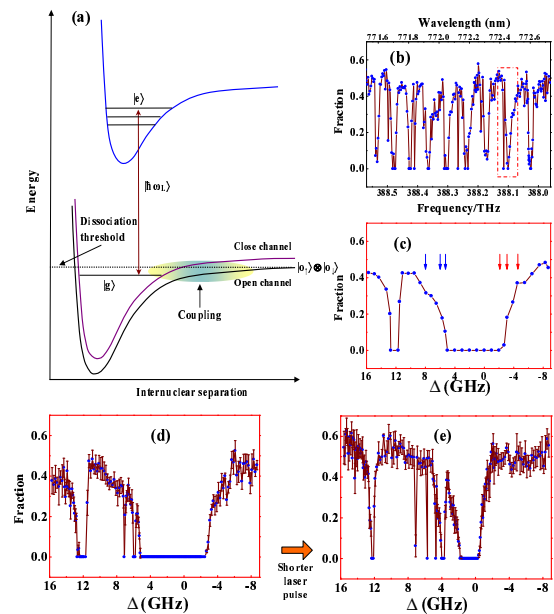 (a)
|e⟩
|ħω_L⟩
Dissociation
threshold
Close channel
|o↑⟩⊗|o↓⟩
|g⟩
Open channel
Coupling
Energy
Internuclear separation
Wavelength (nm)
771.6 771.8 772.0 772.2 772.4 772.6
(b)
Fraction
0.6
0.4
0.2
0.0
388.5 388.4 388.3 388.2 388.1 388.0
Frequency/THz
(c)
Fraction
0.6
0.4
0.2
0.0
16 12 8 4 0 -4 -8
Δ (GHz)
(d)
Fraction
0.6
0.4
0.2
0.0
16 12 8 4 0 -4 -8
Δ (GHz)
Shorter
laser
pulse
(e)
0.6
0.4
0.2
0.0
16 12 8 4 0 -4 -8
Δ (GHz)